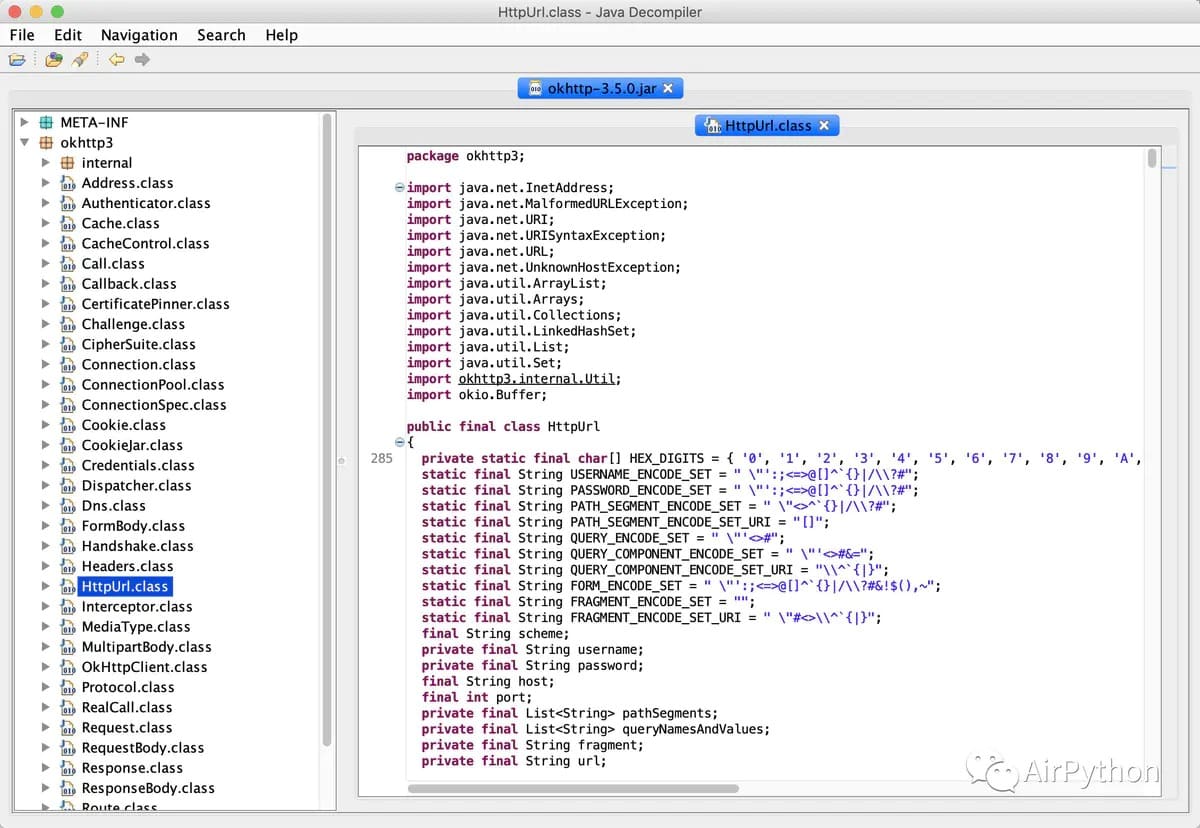 HttpUrl.class - Java Decompiler
File Edit Navigation Search Help
okhttp-3.5.0.jar
META-INF
okhttp3
internal
Address.class
Authenticator.class
Cache.class
CacheControl.class
Call.class
Callback.class
CertificatePinner.class
Challenge.class
CipherSuite.class
Connection.class
ConnectionPool.class
ConnectionSpec.class
Cookie.class
CookieJar.class
Credentials.class
Dispatcher.class
Dns.class
FormBody.class
Handshake.class
Headers.class
HttpUrl.class
Interceptor.class
MediaType.class
MultipartBody.class
OkHttpClient.class
Protocol.class
RealCall.class
Request.class
RequestBody.class
Response.class
ResponseBody.class
Route.class
HttpUrl.class
package okhttp3;
import java.net.InetAddress;
import java.net.MalformedURLException;
import java.net.URI;
import java.net.URISyntaxException;
import java.net.URL;
import java.net.UnknownHostException;
import java.util.ArrayList;
import java.util.Arrays;
import java.util.Collections;
import java.util.LinkedHashSet;
import java.util.List;
import java.util.Set;
import okhttp3.internal.Util;
import okio.Buffer;
public final class HttpUrl
{
285 private static final char[] HEX_DIGITS = { '0', '1', '2', '3', '4', '5', '6', '7', '8', '9', 'A',
static final String USERNAME_ENCODE_SET = " \"':;<=>@[]^`{}|/\\?#";
static final String PASSWORD_ENCODE_SET = " \"':;<=>@[]^`{}|/\\?#";
static final String PATH_SEGMENT_ENCODE_SET = " \"<>^`{}|/\\?#";
static final String PATH_SEGMENT_ENCODE_SET_URI = "[]";
static final String QUERY_ENCODE_SET = " \"'<>#";
static final String QUERY_COMPONENT_ENCODE_SET = " \"'<>#&=";
static final String QUERY_COMPONENT_ENCODE_SET_URI = "\\^`{|}";
static final String FORM_ENCODE_SET = " \"':;<=>@[]^`{}|/\\?#&!$(),~";
static final String FRAGMENT_ENCODE_SET = "";
static final String FRAGMENT_ENCODE_SET_URI = " \"#<>\\^`{|}";
final String scheme;
private final String username;
private final String password;
final String host;
final int port;
private final List<String> pathSegments;
private final List<String> queryNamesAndValues;
private final String fragment;
private final String url;
AirPython